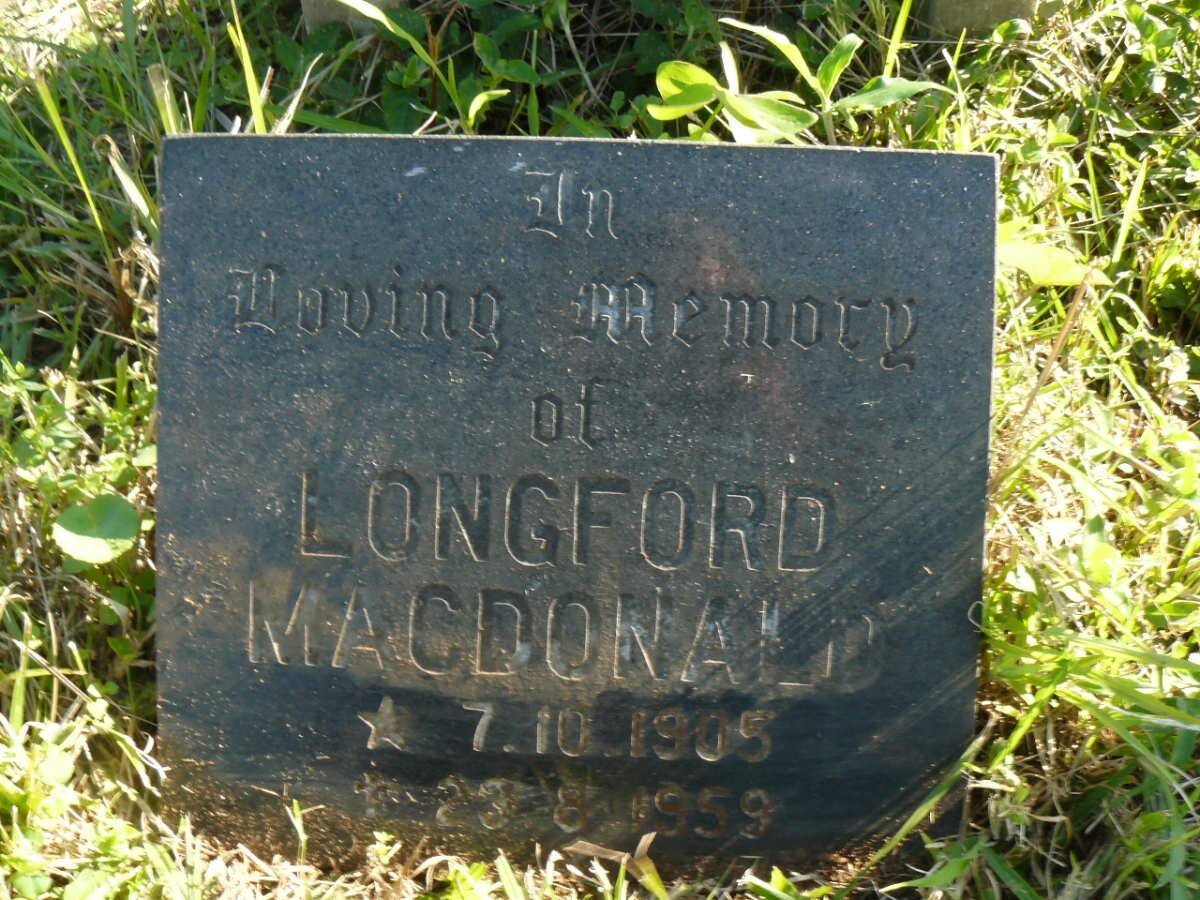 In
Loving Memory
of
LONGFORD
MACDONALD
★ 7.10.1905
† 23.8.1959